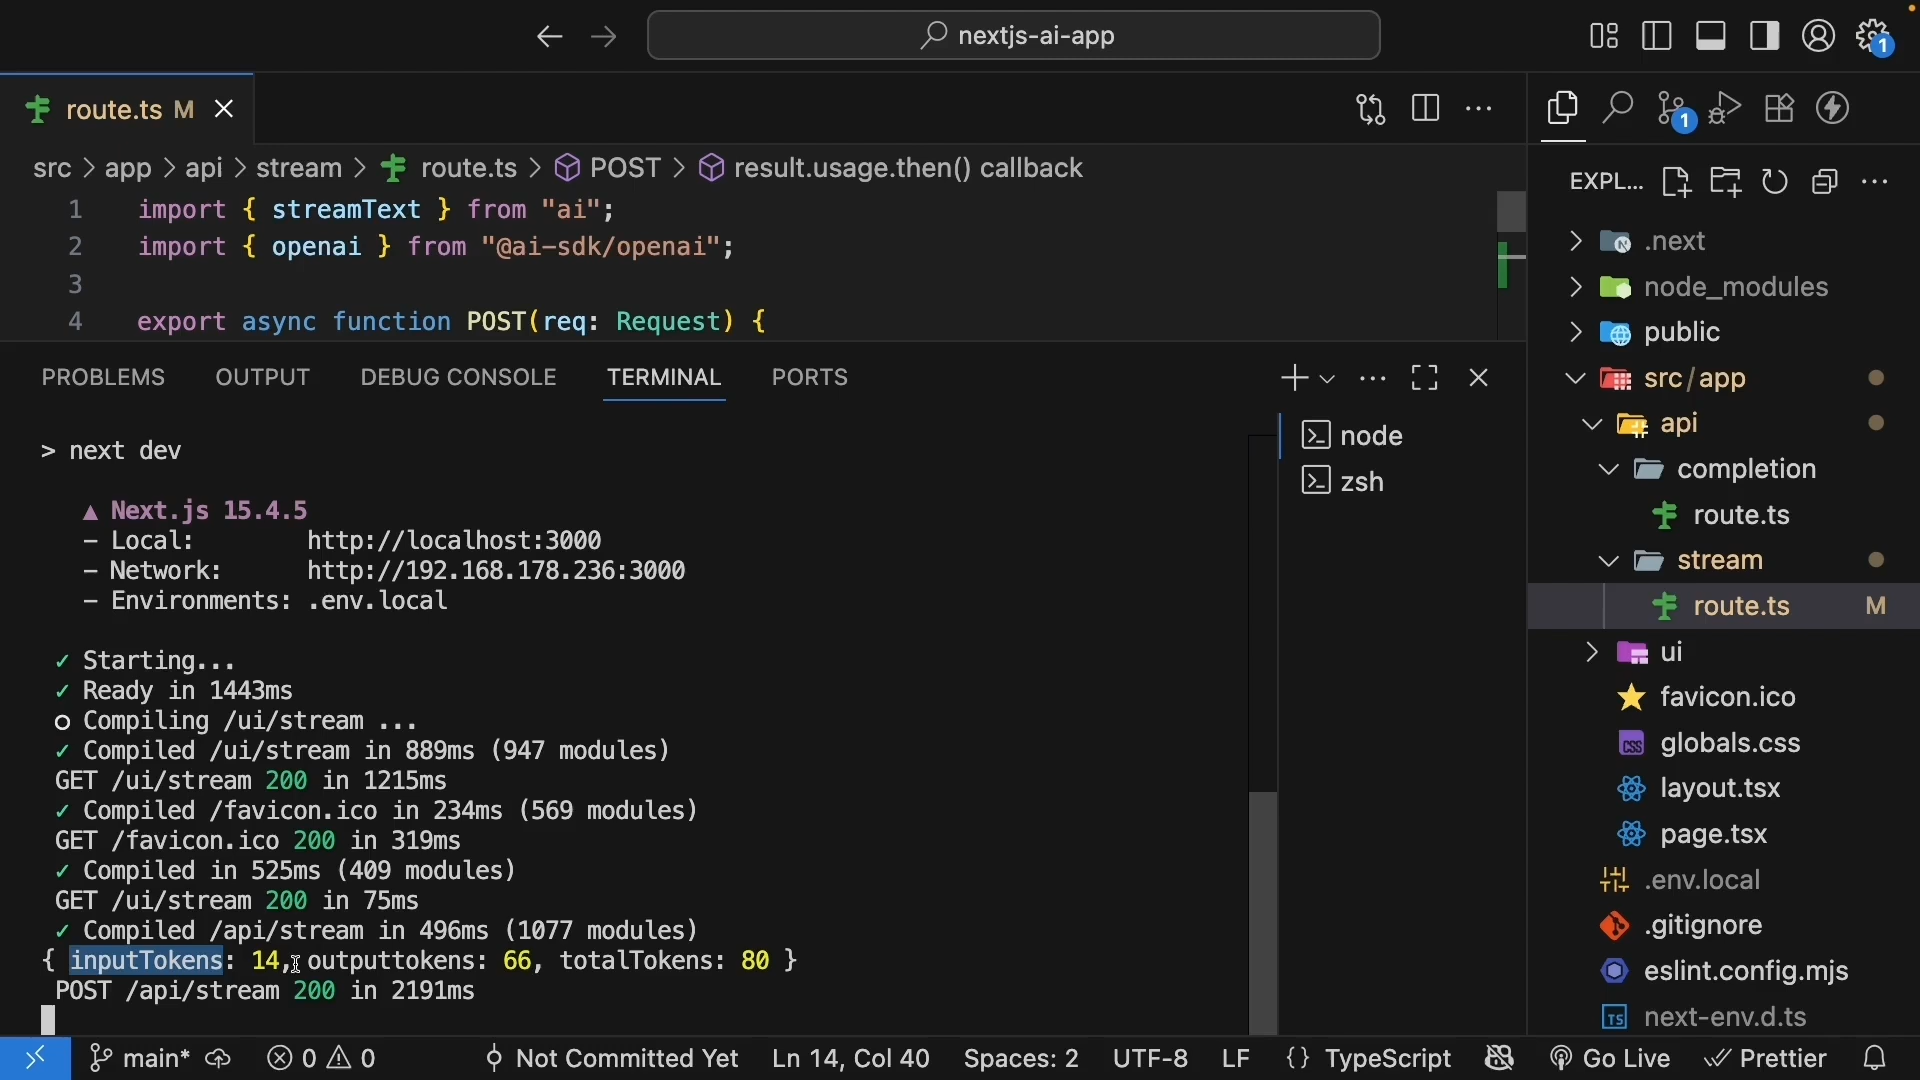 nextjs-ai-app
1
route.ts M
1
src > app > api > stream > route.ts > POST > result.usage.then() callback
EXPL...
1 import { streamText } from "ai";
2 import { openai } from "@ai-sdk/openai";
3
4 export async function POST(req: Request) {
PROBLEMS OUTPUT DEBUG CONSOLE TERMINAL PORTS
> next dev
▲ Next.js 15.4.5
- Local: http://localhost:3000
- Network: http://192.168.178.236:3000
- Environments: .env.local
✓ Starting...
✓ Ready in 1443ms
○ Compiling /ui/stream ...
✓ Compiled /ui/stream in 889ms (947 modules)
GET /ui/stream 200 in 1215ms
✓ Compiled /favicon.ico in 234ms (569 modules)
GET /favicon.ico 200 in 319ms
✓ Compiled in 525ms (409 modules)
GET /ui/stream 200 in 75ms
✓ Compiled /api/stream in 496ms (1077 modules)
{ inputTokens: 14, outputtokens: 66, totalTokens: 80 }
POST /api/stream 200 in 2191ms
node
zsh
.next
node_modules
public
src / app
api
completion
route.ts
stream
route.ts M
ui
favicon.ico
globals.css
layout.tsx
page.tsx
.env.local
.gitignore
eslint.config.mjs
next-env.d.ts
main* 0 0 Not Committed Yet Ln 14, Col 40 Spaces: 2 UTF-8 LF {} TypeScript Go Live Prettier